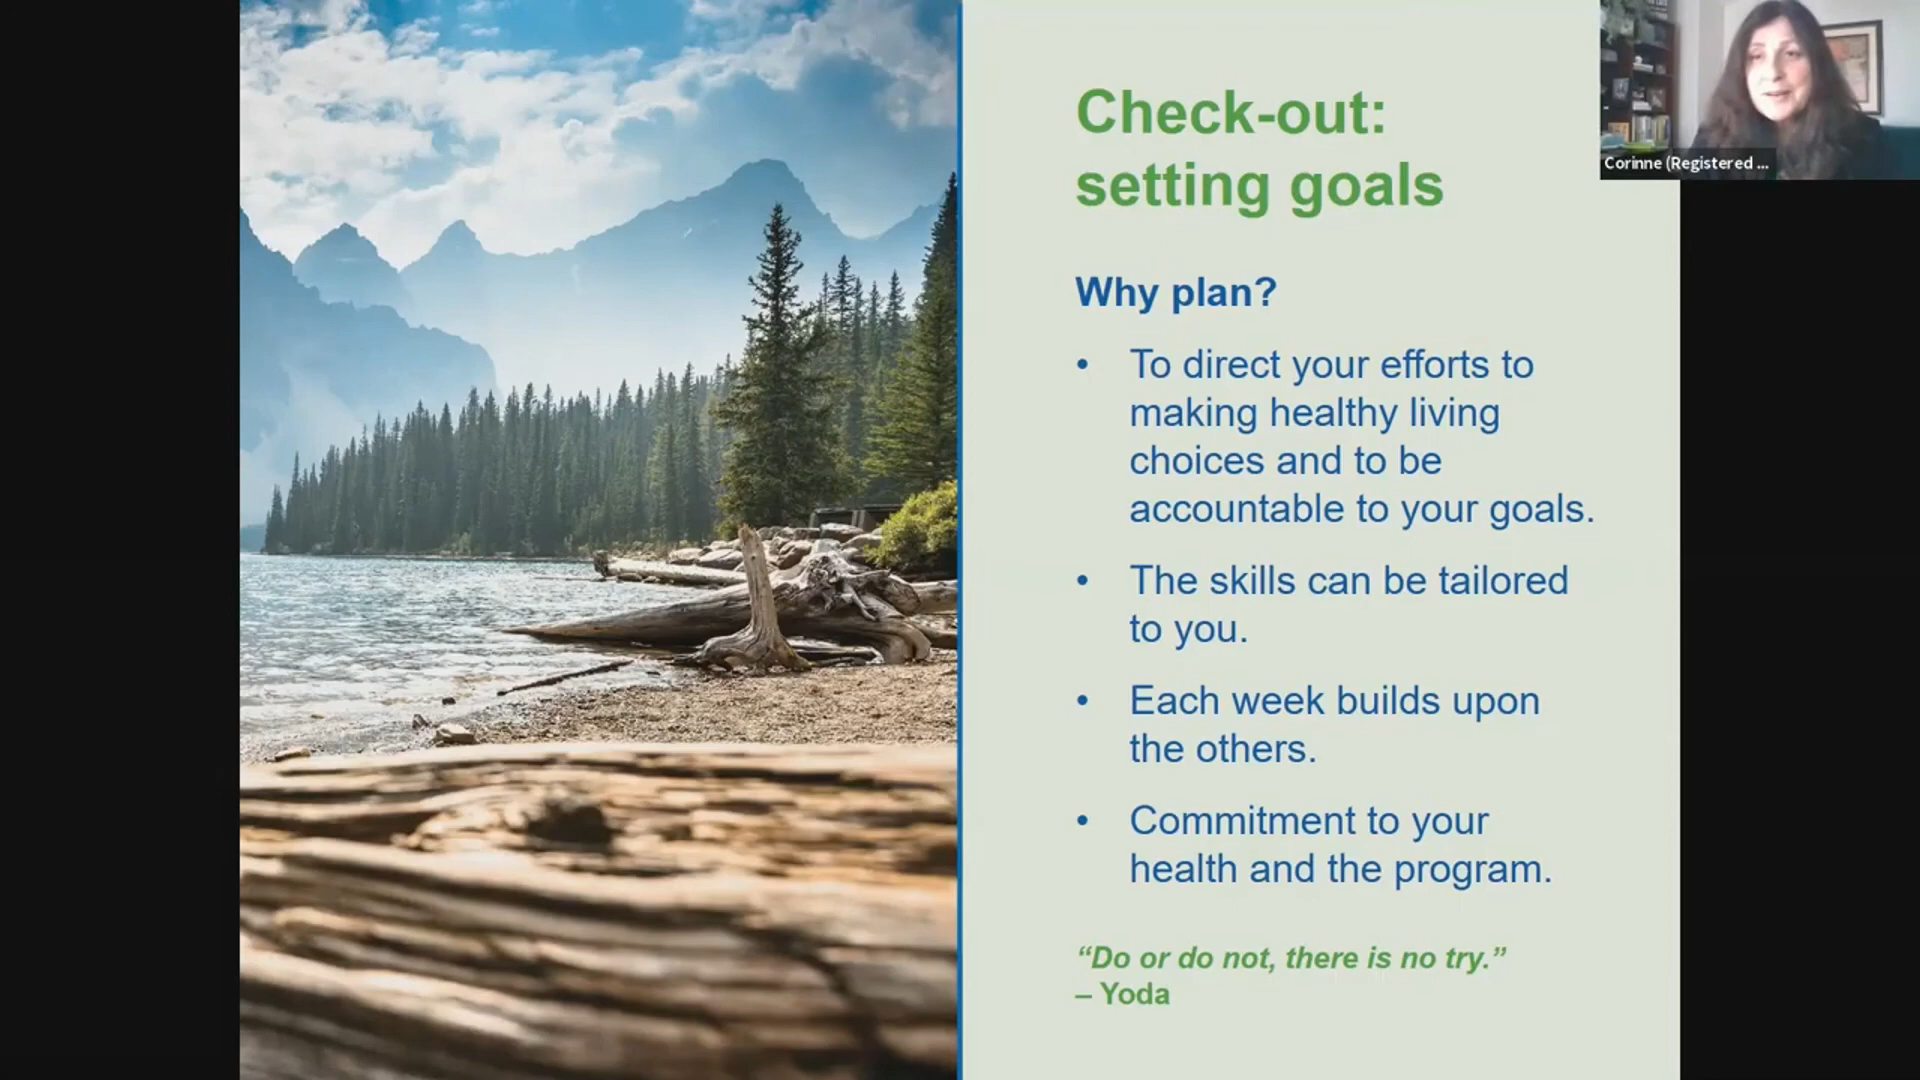 Check-out:
setting goals
Corinne (Registered ...
Why plan?
• To direct your efforts to
making healthy living
choices and to be
accountable to your goals.
• The skills can be tailored
to you.
• Each week builds upon
the others.
• Commitment to your
health and the program.
“Do or do not, there is no try.”
– Yoda